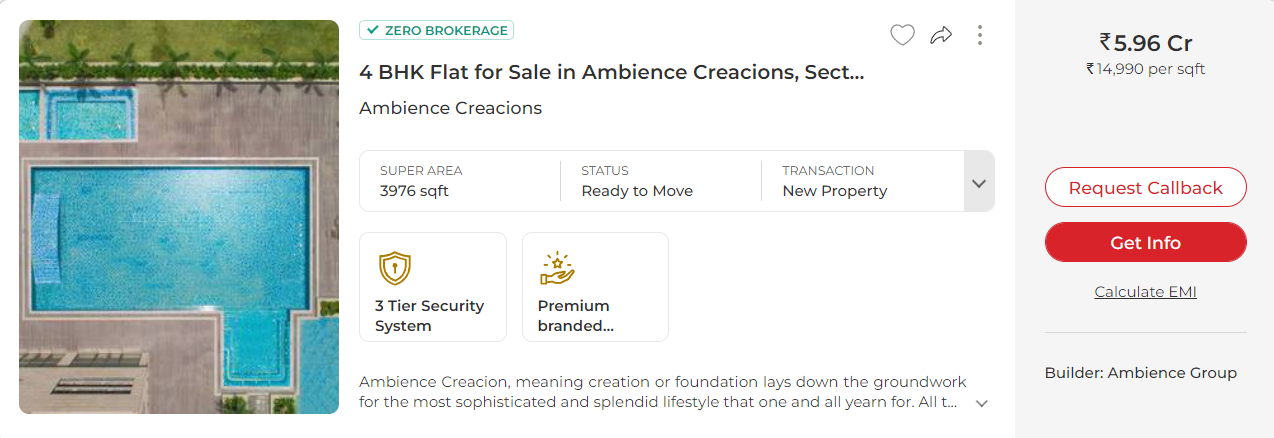 ZERO BROKERAGE
4 BHK Flat for Sale in Ambience Creacions, Sect...
Ambience Creacions
SUPER AREA
3976 sqft
STATUS
Ready to Move
TRANSACTION
New Property
3 Tier Security
System
Premium
branded...
Ambience Creacion, meaning creation or foundation lays down the groundwork
for the most sophisticated and splendid lifestyle that one and all yearn for. All t...
₹5.96 Cr
₹14,990 per sqft
Request Callback
Get Info
Calculate EMI
Builder: Ambience Group